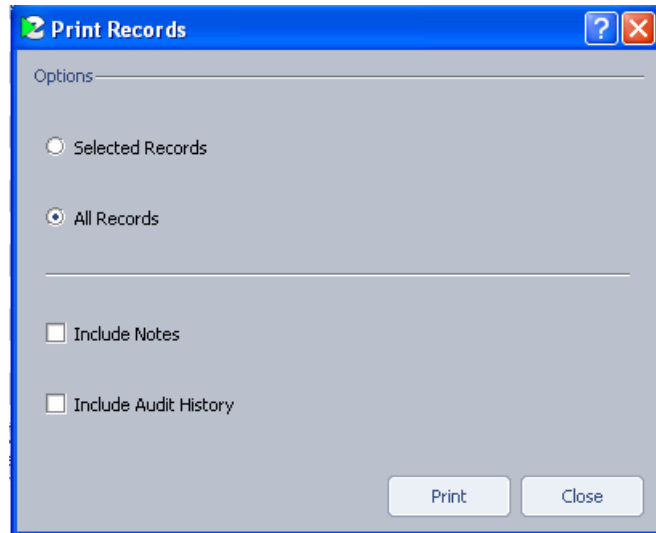 Print Records
?
Options
Selected Records
All Records
Include Notes
Include Audit History
Print Close